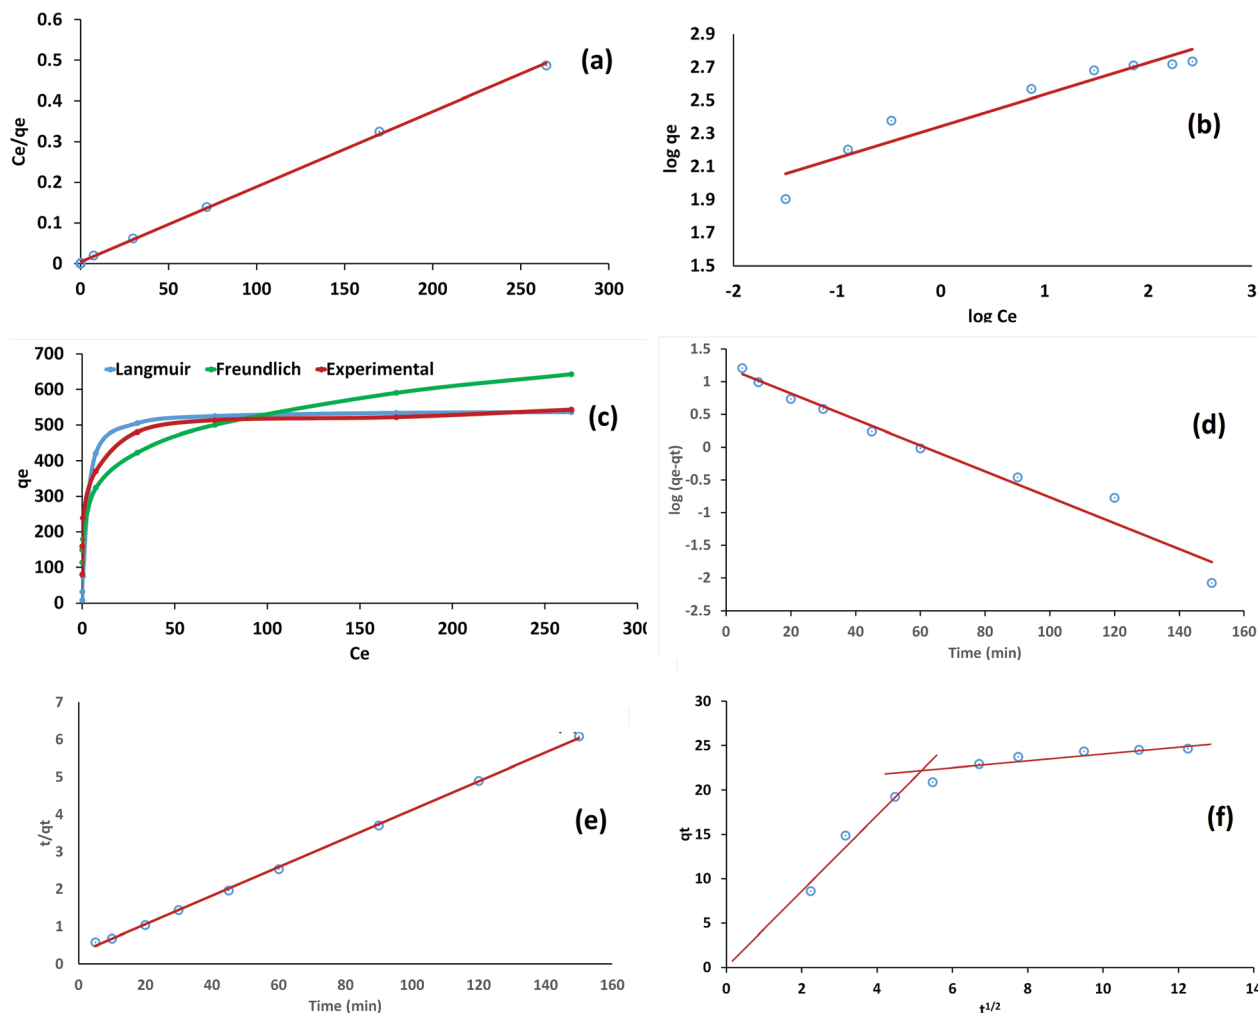 0.6
0.5
0.4
0.3
0.2
0.1
0
Ce/qe
(a)
0 50 100 150 200 250 300
2.9
2.7
2.5
2.3
2.1
1.9
1.7
1.5
log qe
(b)
-2 -1 0 1 2 3
log Ce
700
600
500
400
300
200
100
0
qe
Langmuir Freundlich Experimental
(c)
0 50 100 150 200 250 300
Ce
1.5
1
0.5
0
-0.5
-1
-1.5
-2
-2.5
log (qe-qt)
(d)
0 20 40 60 80 100 120 140 160
Time (min)
7
6
5
4
3
2
1
0
t/qt
(e)
0 20 40 60 80 100 120 140 160
Time (min)
30
25
20
15
10
5
0
qt
(f)
0 2 4 6 8 10 12 14
t1/2